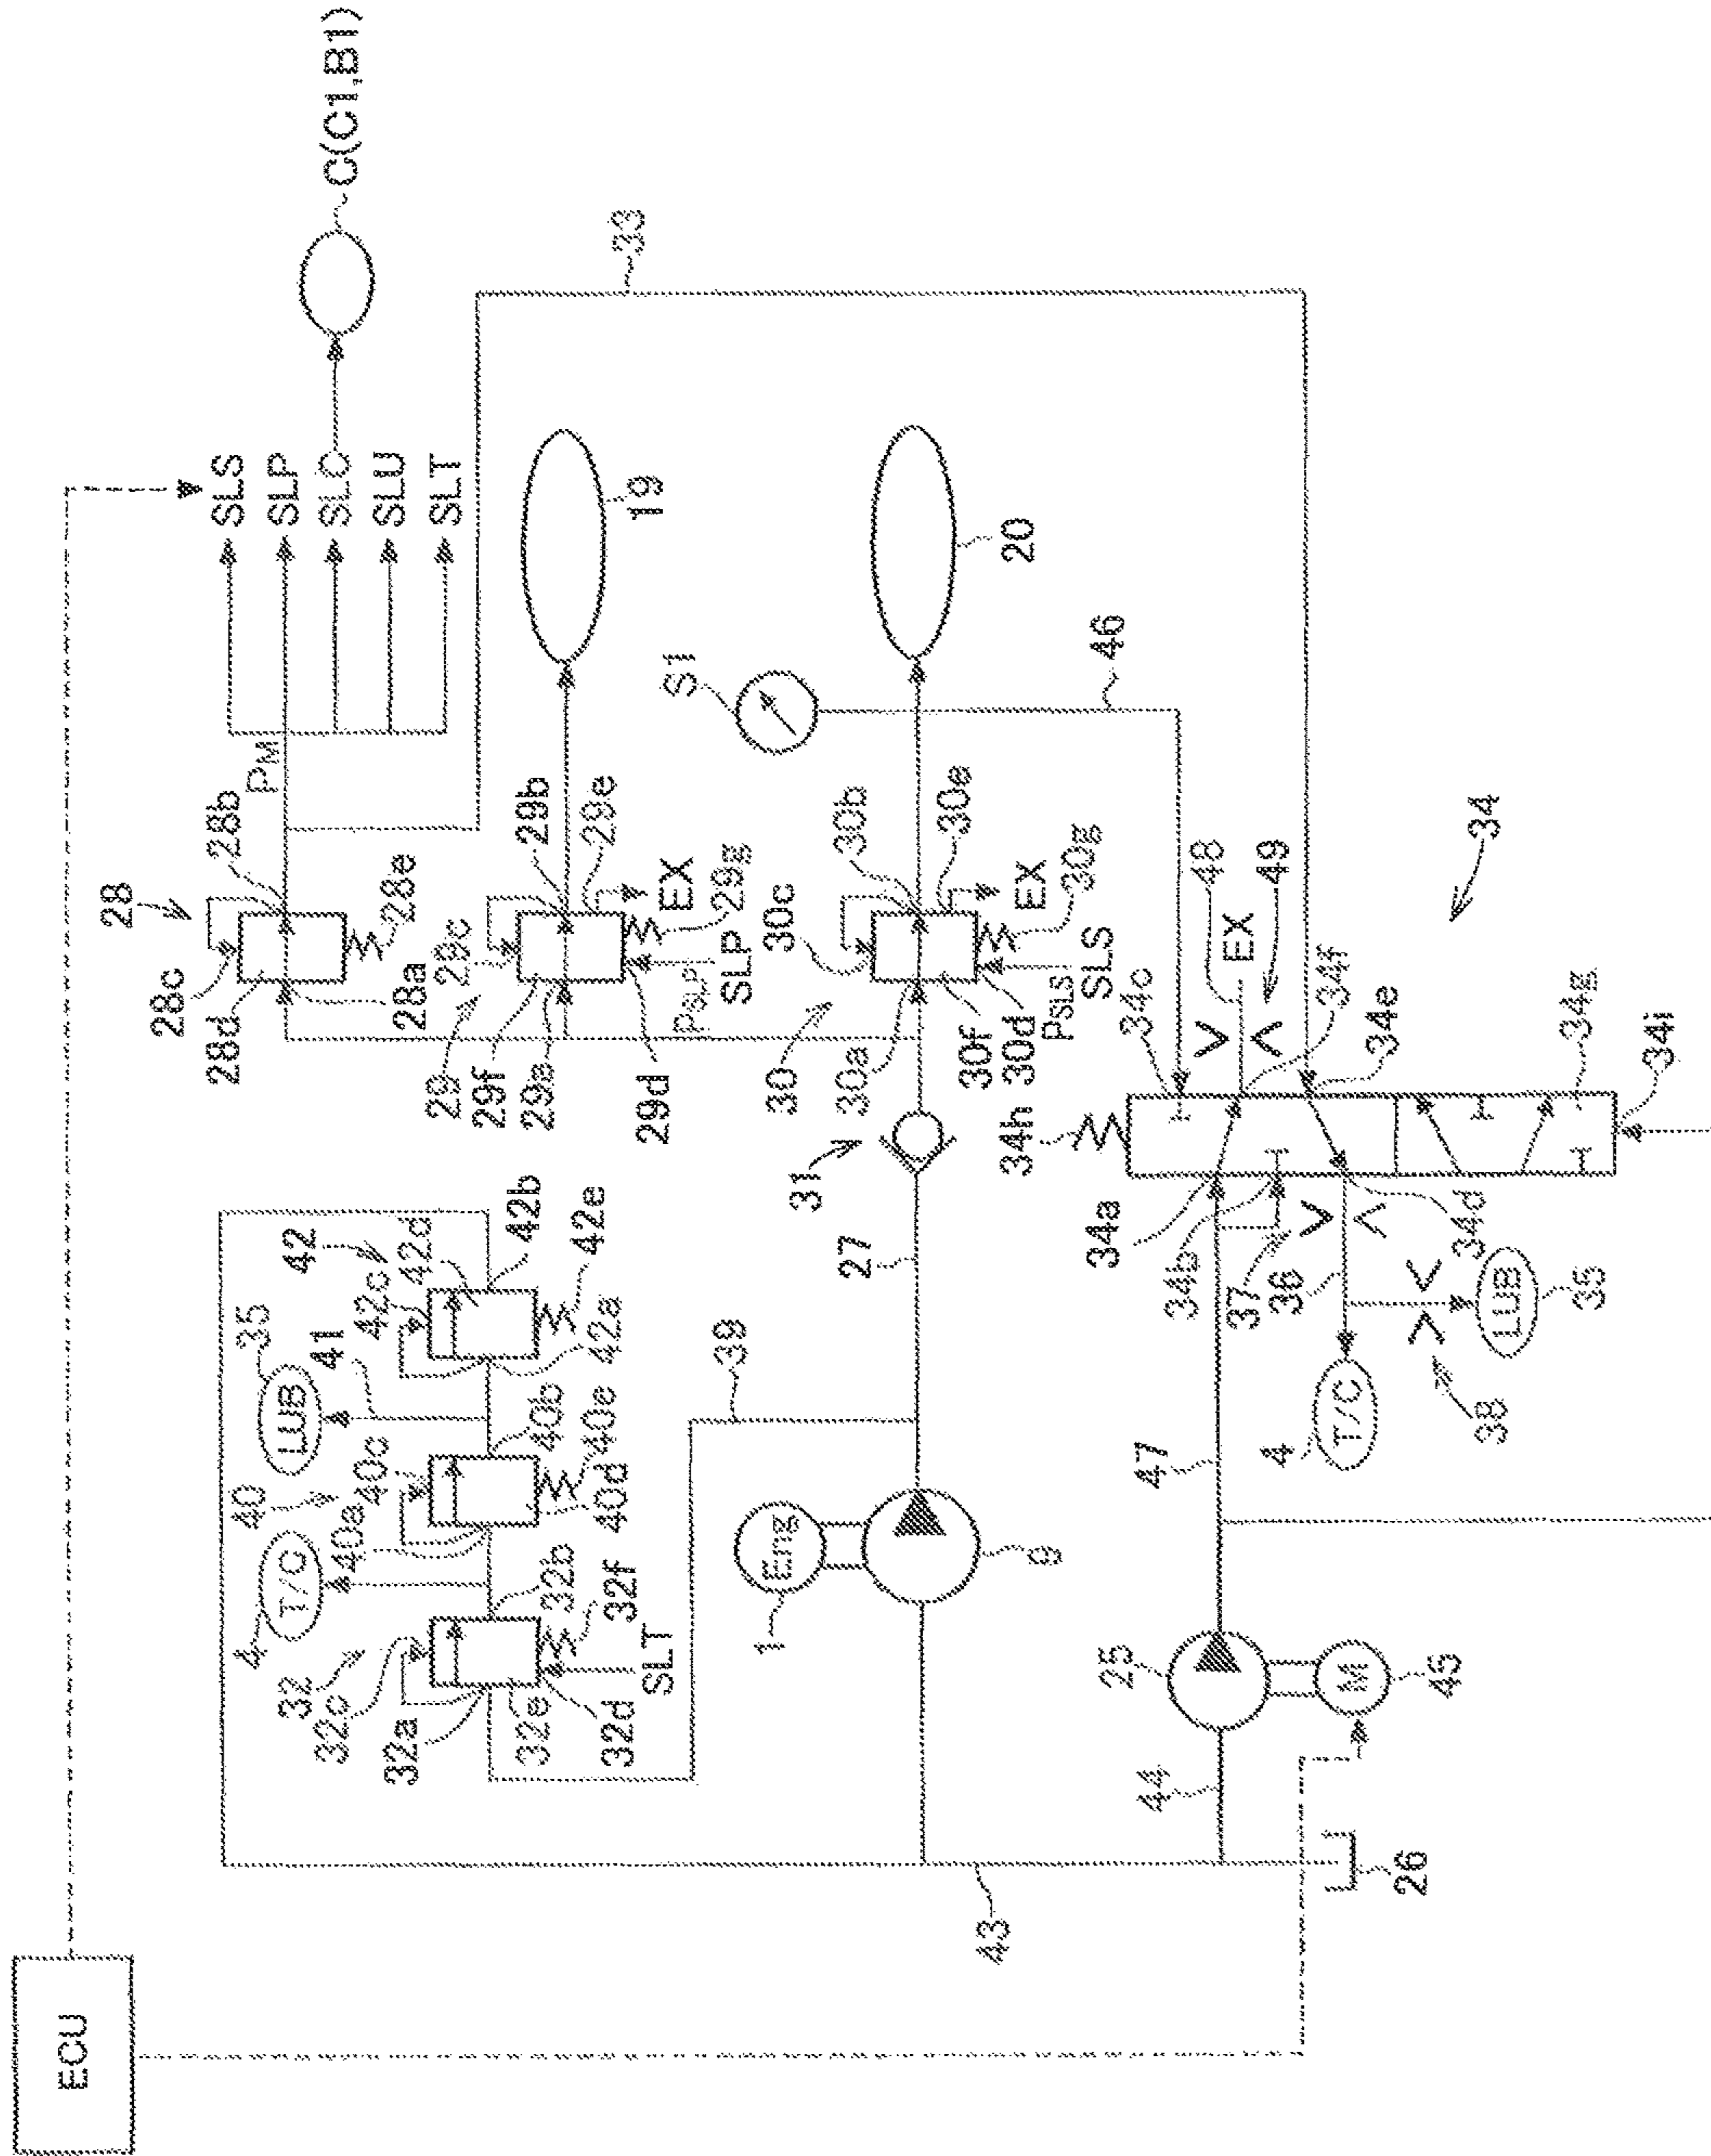 ECU
28
C(C1,B1)
28c
28d
28b
28e
28a
PM
SLS
SLP
SLC
SLU
SLT
4
T/C
35
LUB
41
40
40a
40c
42
42c
42d
42b
42e
42a
40b
40e
40d
32
32c
32a
32b
32f
32e
32d
SLT
29
29c
29f
29a
29b
29e
29d
EX
29g
PSLP
SLP
19
33
S1
39
27
31
1
Eng
9
30
30a
30c
30b
30e
30f
30d
EX
30g
PSLS
SLS
20
46
43
44
25
M
45
26
47
34h
34a
34b
37
36
34c
48
EX
49
34f
34d
34e
34
34g
34i
4
T/C
38
LUB
35